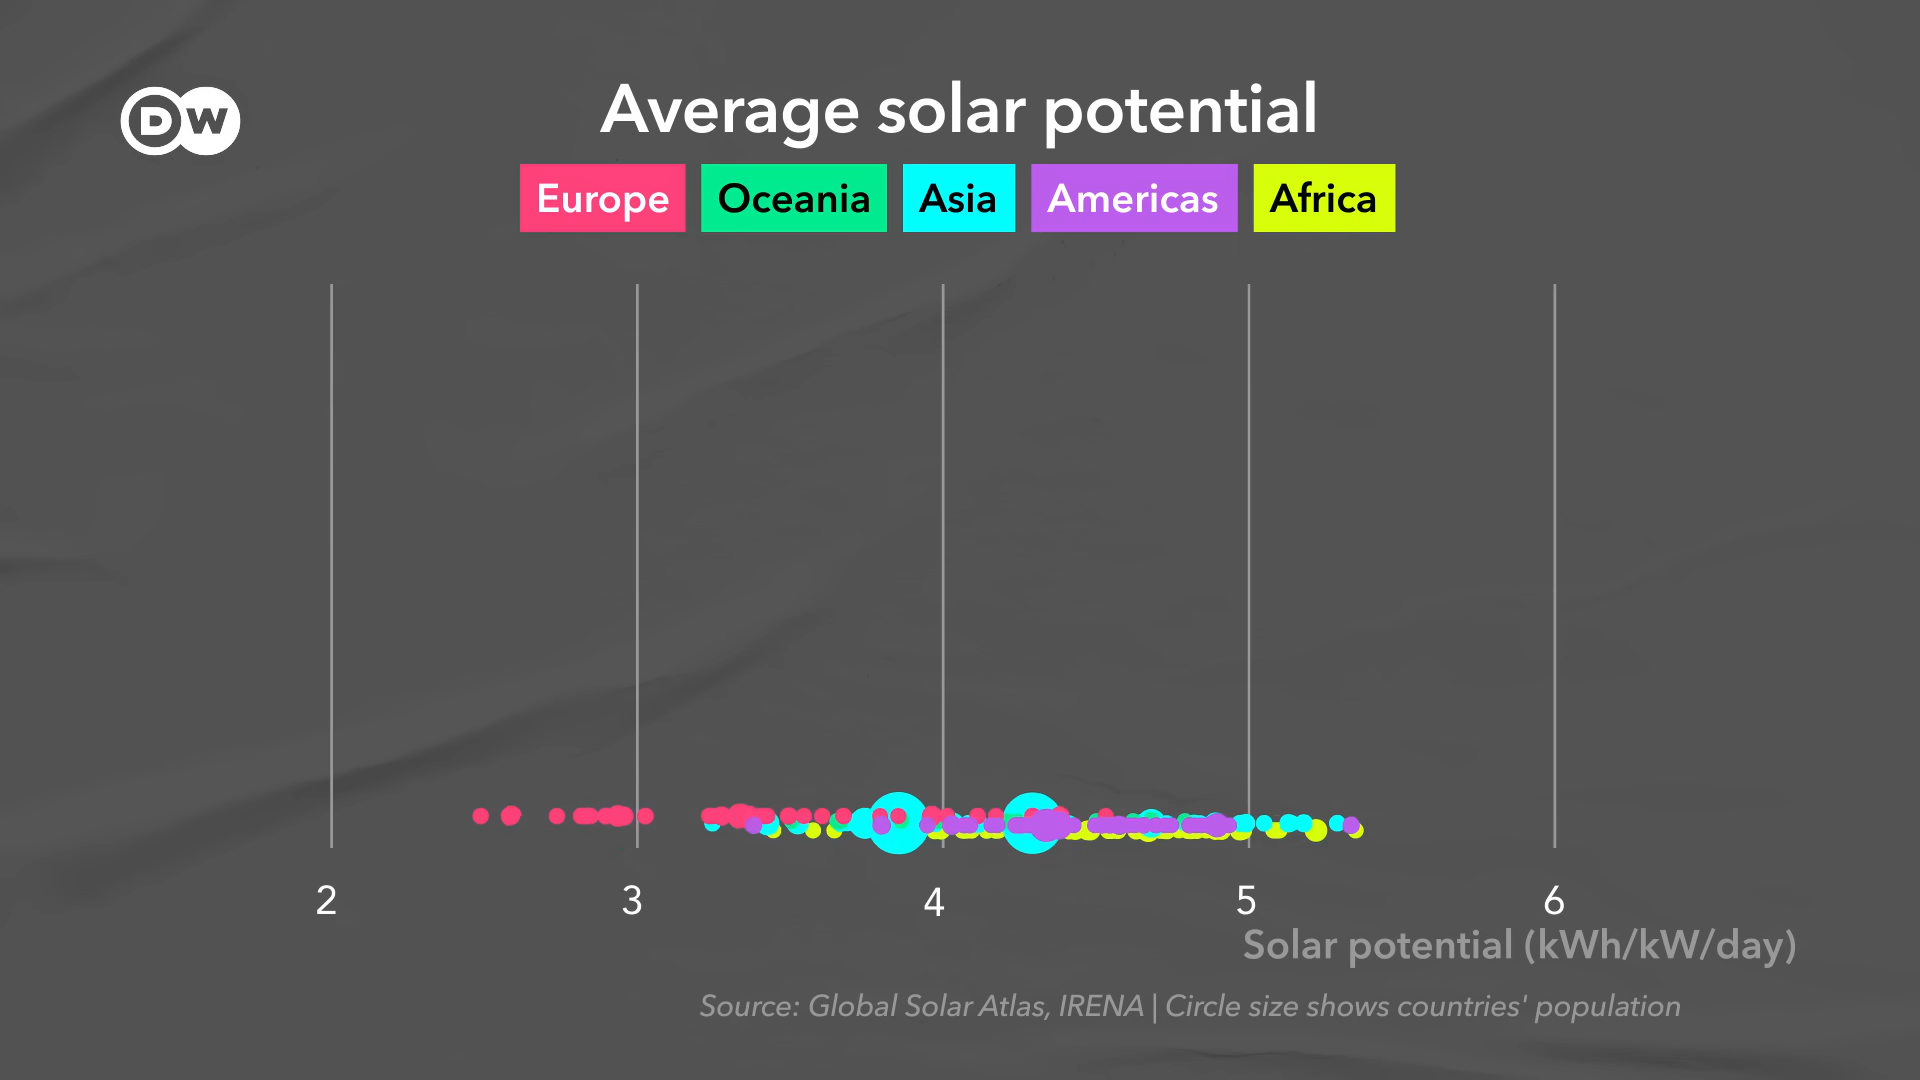 DW
Average solar potential
Europe Oceania Asia Americas Africa
2 3 4 5 6
Solar potential (kWh/kW/day)
Source: Global Solar Atlas, IRENA | Circle size shows countries' population